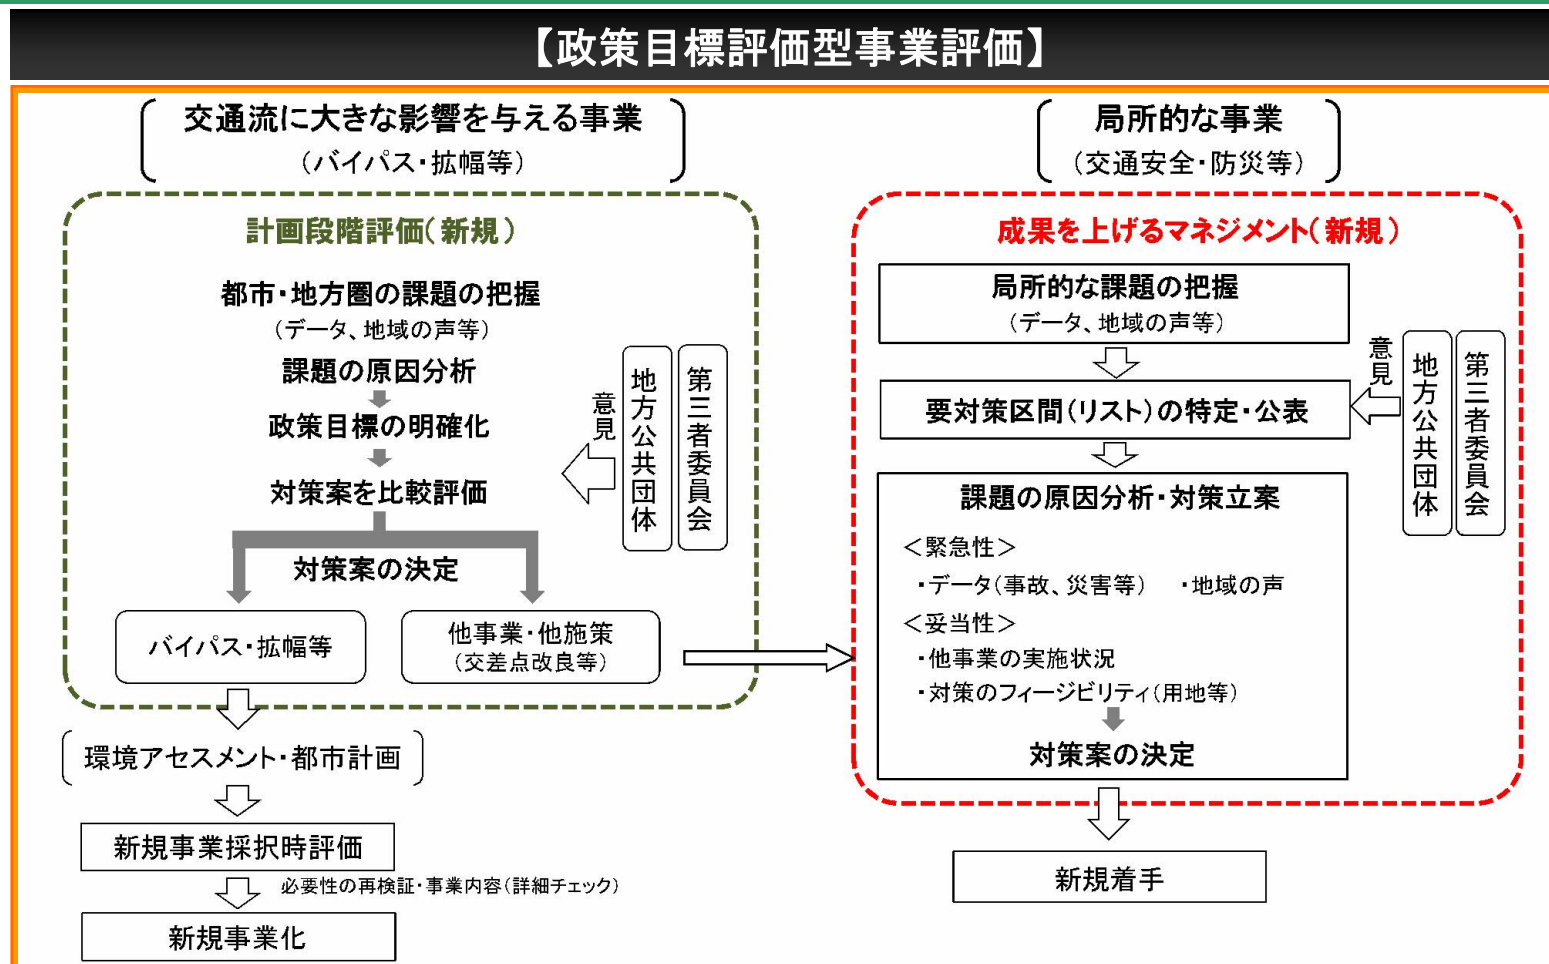 【政策目標評価型事業評価】
交通流に大きな影響を与える事業
（バイパス・拡幅等）
計画段階評価（新規）
都市・地方圏の課題の把握
（データ、地域の声等）
課題の原因分析
政策目標の明確化
対策案を比較評価
意見
地方公共団体
第三者委員会
対策案の決定
バイパス・拡幅等
他事業・他施策
（交差点改良等）
環境アセスメント・都市計画
新規事業採択時評価
必要性の再検証・事業内容（詳細チェック）
新規事業化
局所的な事業
（交通安全・防災等）
成果を上げるマネジメント（新規）
局所的な課題の把握
（データ、地域の声等）
要対策区間（リスト）の特定・公表
意見
地方公共団体
第三者委員会
課題の原因分析・対策立案
＜緊急性＞
・データ（事故、災害等）　・地域の声
＜妥当性＞
・他事業の実施状況
・対策のフィージビリティ（用地等）
対策案の決定
新規着手